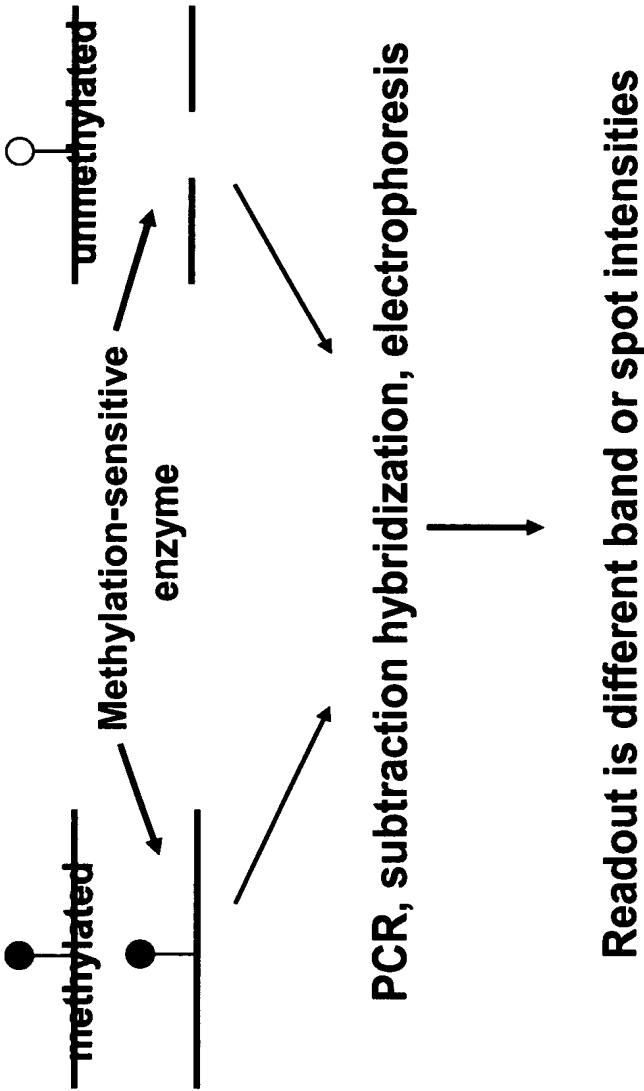 methylated
unmethylated
Methylation-sensitive
enzyme
PCR, subtraction hybridization, electrophoresis
Readout is different band or spot intensities